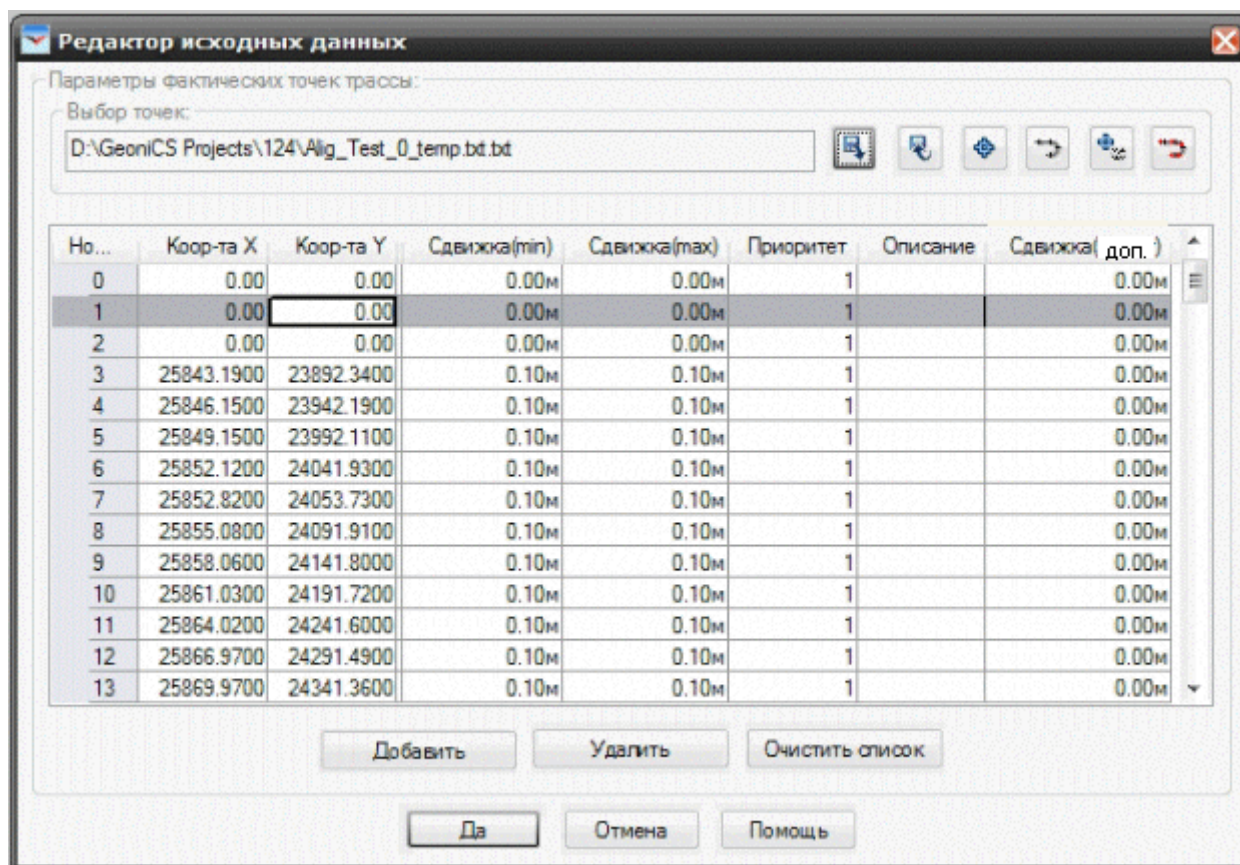 Редактор исходных данных
Параметры фактических точек трассы:
Выбор точек:
D:\GeoniCS Projects\124\Alig_Test_0_temp.txt.txt
Но... Коор-та X Коор-та Y Сдвижка(min) Сдвижка(max) Приоритет Описание Сдвижка( доп. )
0 0.00 0.00 0.00м 0.00м 1 0.00м
1 0.00 0.00 0.00м 0.00м 1 0.00м
2 0.00 0.00 0.00м 0.00м 1 0.00м
3 25843.1900 23892.3400 0.10м 0.10м 1 0.00м
4 25846.1500 23942.1900 0.10м 0.10м 1 0.00м
5 25849.1500 23992.1100 0.10м 0.10м 1 0.00м
6 25852.1200 24041.9300 0.10м 0.10м 1 0.00м
7 25852.8200 24053.7300 0.10м 0.10м 1 0.00м
8 25855.0800 24091.9100 0.10м 0.10м 1 0.00м
9 25858.0600 24141.8000 0.10м 0.10м 1 0.00м
10 25861.0300 24191.7200 0.10м 0.10м 1 0.00м
11 25864.0200 24241.6000 0.10м 0.10м 1 0.00м
12 25866.9700 24291.4900 0.10м 0.10м 1 0.00м
13 25869.9700 24341.3600 0.10м 0.10м 1 0.00м
Добавить Удалить Очистить список
Да Отмена Помощь